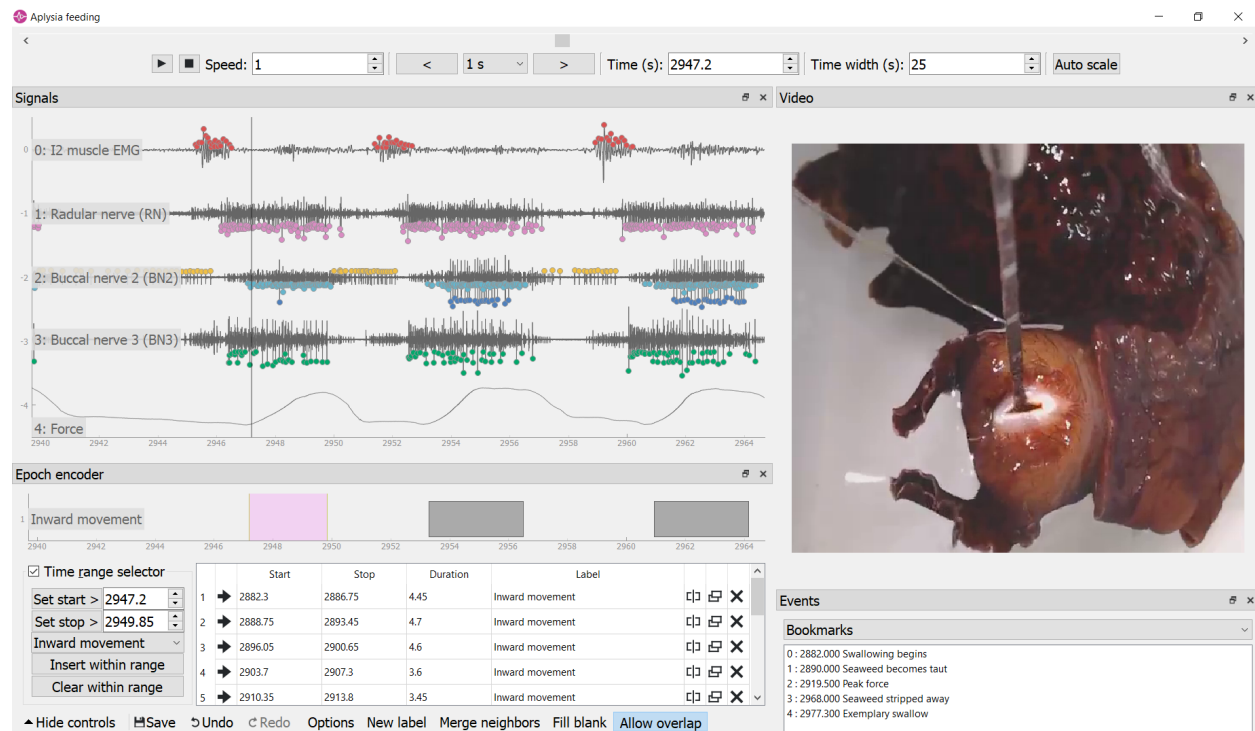 Aplysia feeding
Speed: 1 < 1 s > Time (s): 2947.2 Time width (s): 25 Auto scale
Signals
0 0: I2 muscle EMG
-1 1: Radular nerve (RN)
-2 2: Buccal nerve 2 (BN2)
-3 3: Buccal nerve 3 (BN3)
-4
4: Force
2940 2942 2944 2946 2948 2950 2952 2954 2956 2958 2960 2962 2964
Epoch encoder
1 Inward movement
2940 2942 2944 2946 2948 2950 2952 2954 2956 2958 2960 2962 2964
Time range selector
Set start > 2947.2
Set stop > 2949.85
Inward movement
Insert within range
Clear within range
Start Stop Duration Label
1 2882.3 2886.75 4.45 Inward movement
2 2888.75 2893.45 4.7 Inward movement
3 2896.05 2900.65 4.6 Inward movement
4 2903.7 2907.3 3.6 Inward movement
5 2910.35 2913.8 3.45 Inward movement
Hide controls Save Undo Redo Options New label Merge neighbors Fill blank Allow overlap
Video
Events
Bookmarks
0 : 2882.000 Swallowing begins
1 : 2890.000 Seaweed becomes taut
2 : 2919.500 Peak force
3 : 2968.000 Seaweed stripped away
4 : 2977.300 Exemplary swallow